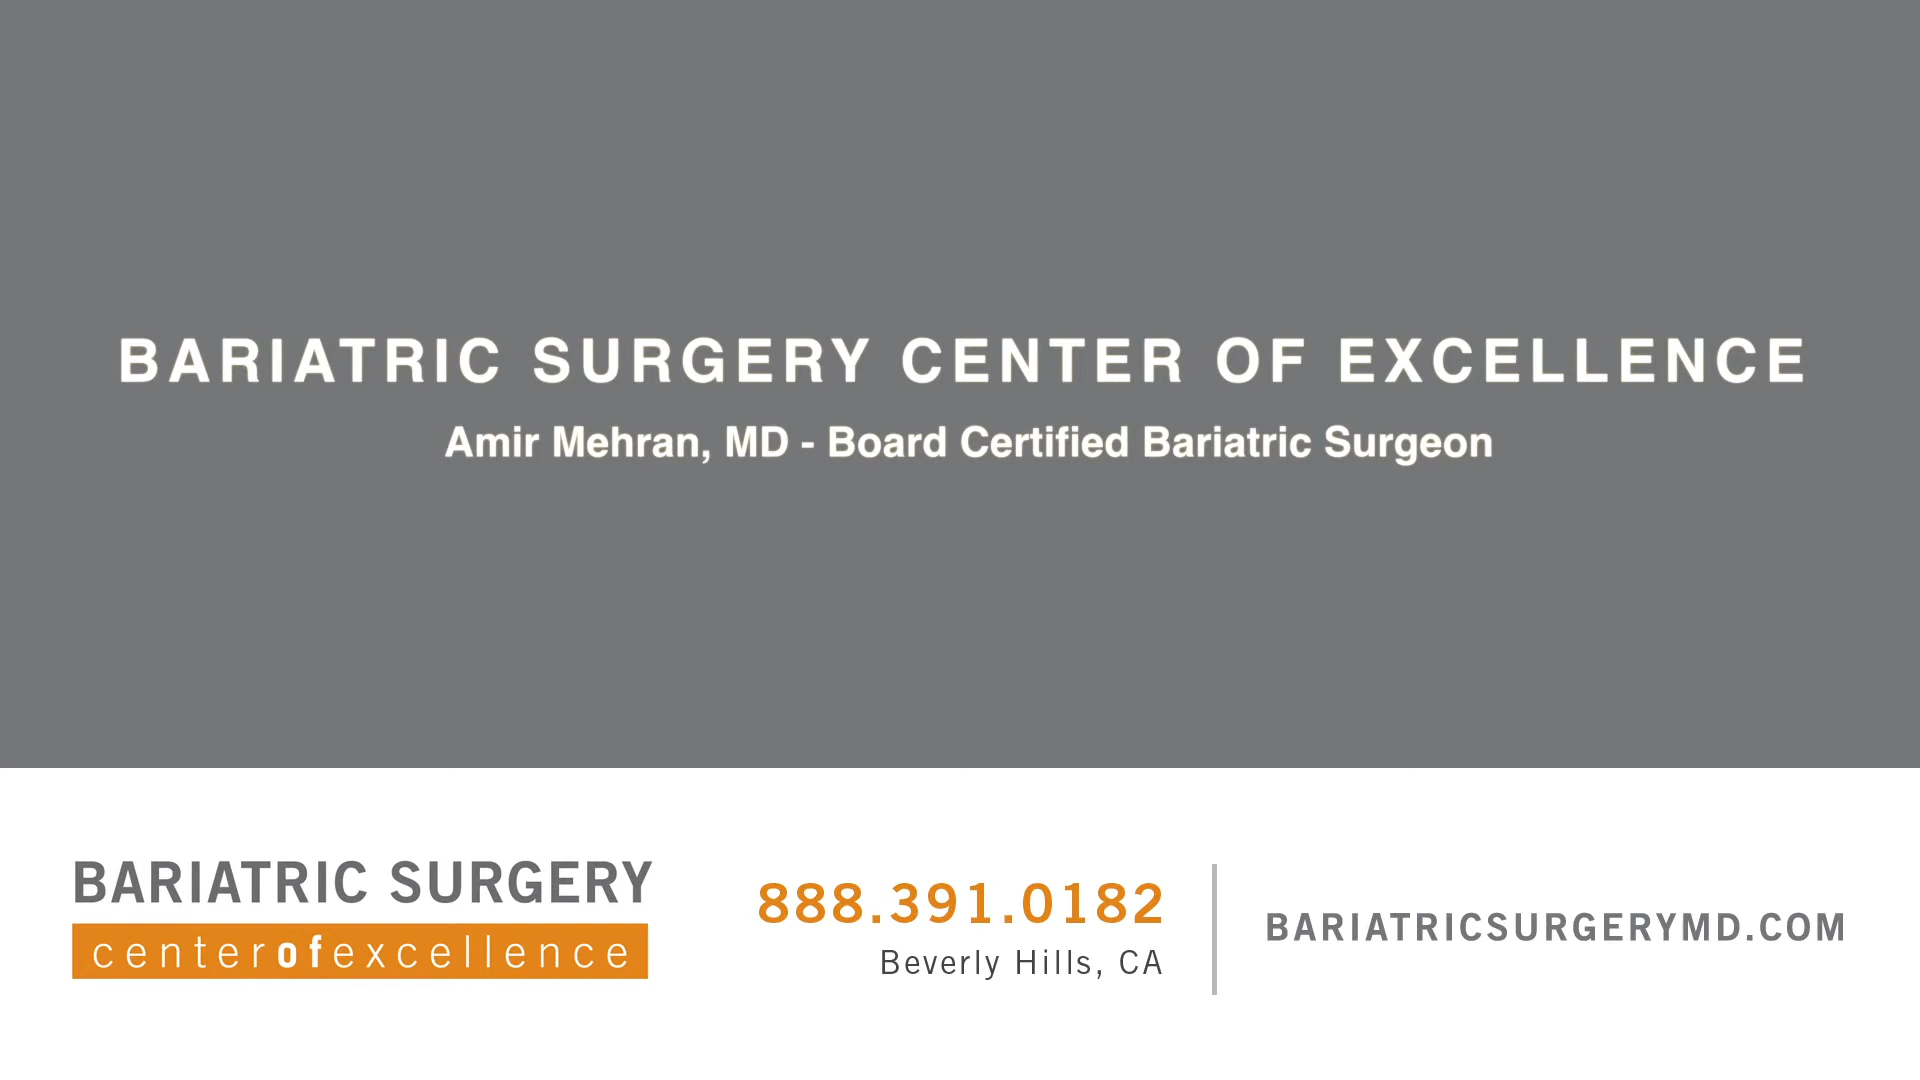 BARIATRIC SURGERY CENTER OF EXCELLENCE
Amir Mehran, MD - Board Certified Bariatric Surgeon
BARIATRIC SURGERY
centerofexcellence
888.391.0182
Beverly Hills, CA
BARIATRICSURGERYMD.COM